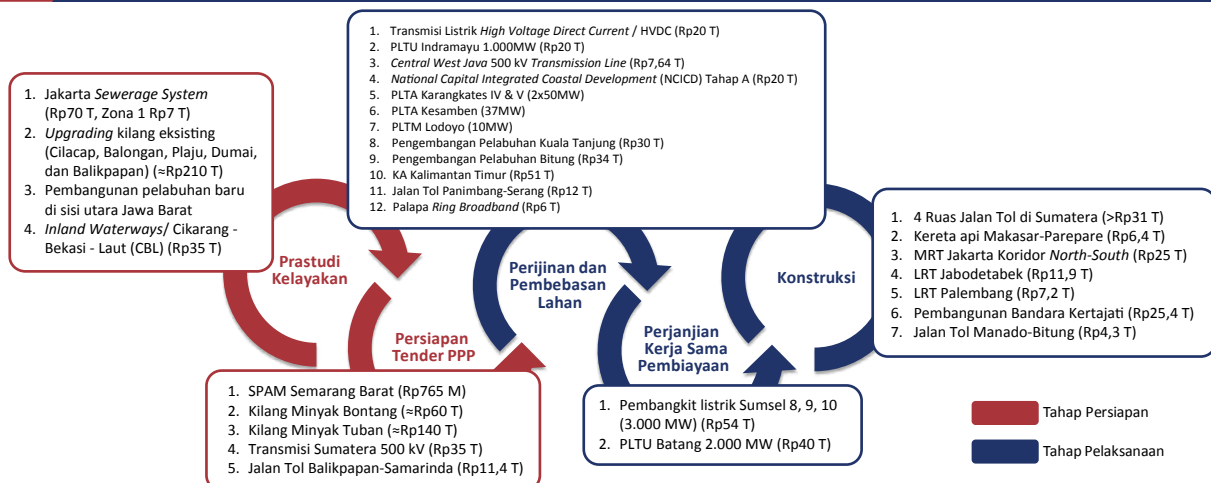 1. Jakarta Sewerage System
(Rp70 T, Zona 1 Rp7 T)
2. Upgrading kilang eksisting
(Cilacap, Balongan, Plaju, Dumai,
dan Balikpapan) (≈Rp210 T)
3. Pembangunan pelabuhan baru
di sisi utara Jawa Barat
4. Inland Waterways/ Cikarang -
Bekasi - Laut (CBL) (Rp35 T)
Prastudi
Kelayakan
Persiapan
Tender PPP
1. SPAM Semarang Barat (Rp765 M)
2. Kilang Minyak Bontang (≈Rp60 T)
3. Kilang Minyak Tuban (≈Rp140 T)
4. Transmisi Sumatera 500 kV (Rp35 T)
5. Jalan Tol Balikpapan-Samarinda (Rp11,4 T)
1. Transmisi Listrik High Voltage Direct Current / HVDC (Rp20 T)
2. PLTU Indramayu 1.000MW (Rp20 T)
3. Central West Java 500 kV Transmission Line (Rp7,64 T)
4. National Capital Integrated Coastal Development (NCICD) Tahap A (Rp20 T)
5. PLTA Karangkates IV & V (2x50MW)
6. PLTA Kesamben (37MW)
7. PLTM Lodoyo (10MW)
8. Pengembangan Pelabuhan Kuala Tanjung (Rp30 T)
9. Pengembangan Pelabuhan Bitung (Rp34 T)
10. KA Kalimantan Timur (Rp51 T)
11. Jalan Tol Panimbang-Serang (Rp12 T)
12. Palapa Ring Broadband (Rp6 T)
Perijinan dan
Pembebasan
Lahan
Perjanjian
Kerja Sama
Pembiayaan
1. Pembangkit listrik Sumsel 8, 9, 10
(3.000 MW) (Rp54 T)
2. PLTU Batang 2.000 MW (Rp40 T)
Konstruksi
1. 4 Ruas Jalan Tol di Sumatera (>Rp31 T)
2. Kereta api Makasar-Parepare (Rp6,4 T)
3. MRT Jakarta Koridor North-South (Rp25 T)
4. LRT Jabodetabek (Rp11,9 T)
5. LRT Palembang (Rp7,2 T)
6. Pembangunan Bandara Kertajati (Rp25,4 T)
7. Jalan Tol Manado-Bitung (Rp4,3 T)
Tahap Persiapan
Tahap Pelaksanaan